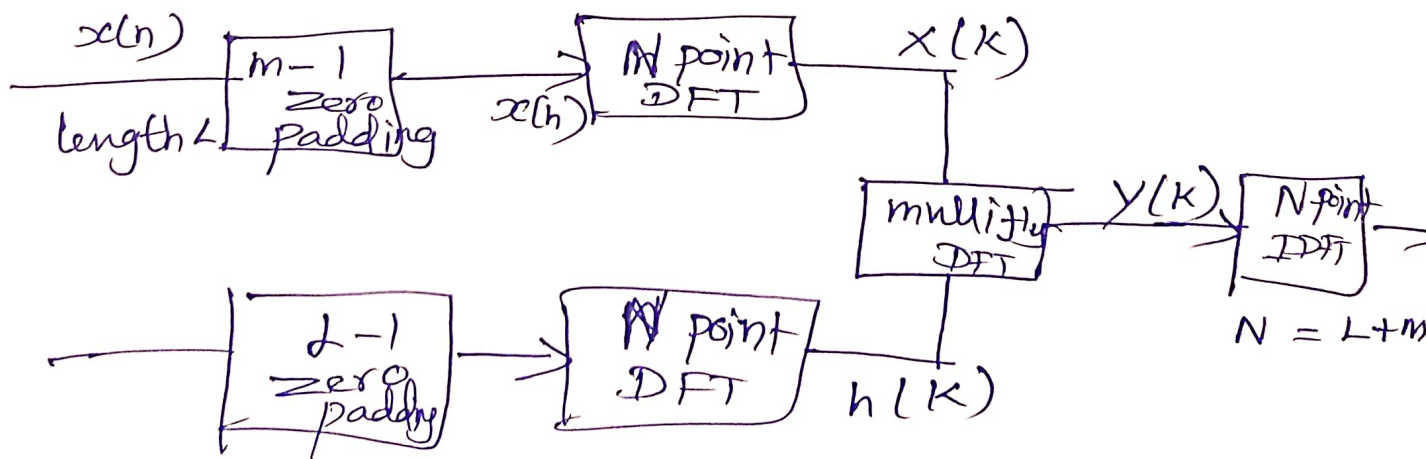 x(n)
length L
m-1
zero
padding
x(n)
N point
DFT
X(K)
multiply
DFT
Y(K)
N point
IDFT
N = L+m
L-1
zero
padding
N point
DFT
h(K)